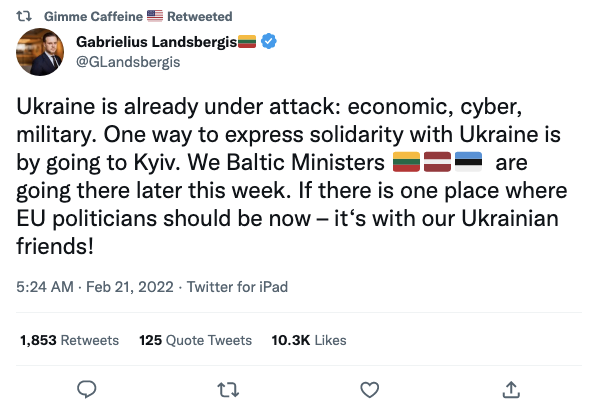 Gimme Caffeine 🇺🇸 Retweeted
Gabrielius Landsbergis🇱🇹
@GLandsbergis
Ukraine is already under attack: economic, cyber,
military. One way to express solidarity with Ukraine is
by going to Kyiv. We Baltic Ministers 🇱🇹🇱🇻🇪🇪 are
going there later this week. If there is one place where
EU politicians should be now – it‘s with our Ukrainian
friends!
5:24 AM · Feb 21, 2022 · Twitter for iPad
1,853 Retweets 125 Quote Tweets 10.3K Likes